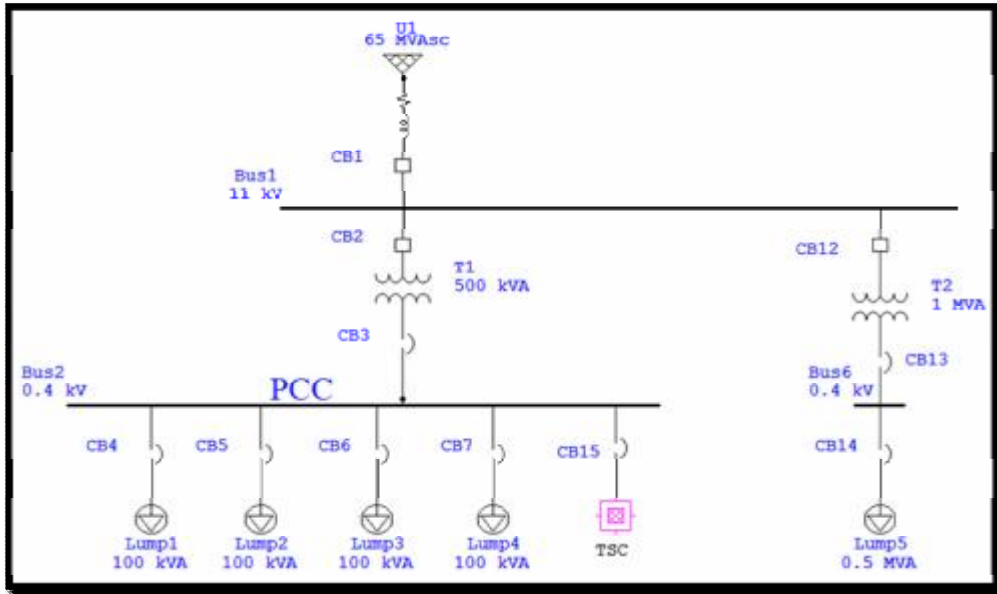 U1
65 MVAsc
CB1
Bus1
11 kV
CB2
CB12
T1
500 kVA
T2
1 MVA
CB3
CB13
Bus2
0.4 kV
PCC
Bus6
0.4 kV
CB4
CB5
CB6
CB7
CB15
CB14
Lump1
100 kVA
Lump2
100 kVA
Lump3
100 kVA
Lump4
100 kVA
TSC
Lump5
0.5 MVA